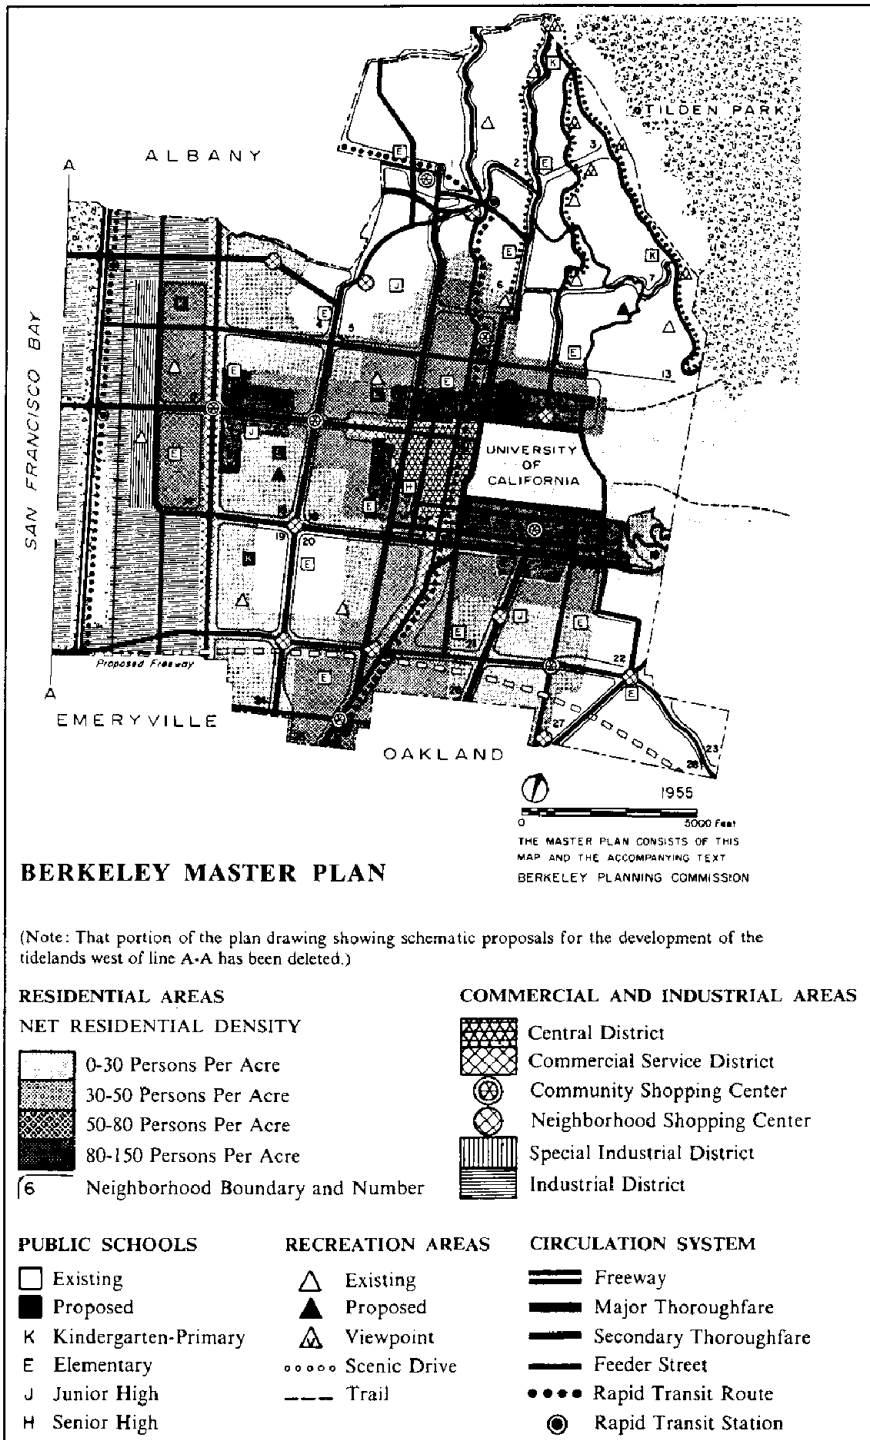 TILDEN PARK
ALBANY
A
A
SAN FRANCISCO BAY
UNIVERSITY
OF
CALIFORNIA
Proposed Freeway
EMERYVILLE
OAKLAND
1955
0 5000 Feet
THE MASTER PLAN CONSISTS OF THIS
MAP AND THE ACCOMPANYING TEXT
BERKELEY PLANNING COMMISSION
BERKELEY MASTER PLAN
(Note: That portion of the plan drawing showing schematic proposals for the development of the
tidelands west of line A-A has been deleted.)
RESIDENTIAL AREAS
NET RESIDENTIAL DENSITY
0-30 Persons Per Acre
30-50 Persons Per Acre
50-80 Persons Per Acre
80-150 Persons Per Acre
6 Neighborhood Boundary and Number
COMMERCIAL AND INDUSTRIAL AREAS
Central District
Commercial Service District
Community Shopping Center
Neighborhood Shopping Center
Special Industrial District
Industrial District
PUBLIC SCHOOLS
Existing
Proposed
K Kindergarten-Primary
E Elementary
J Junior High
H Senior High
RECREATION AREAS
Existing
Proposed
Viewpoint
Scenic Drive
Trail
CIRCULATION SYSTEM
Freeway
Major Thoroughfare
Secondary Thoroughfare
Feeder Street
Rapid Transit Route
Rapid Transit Station